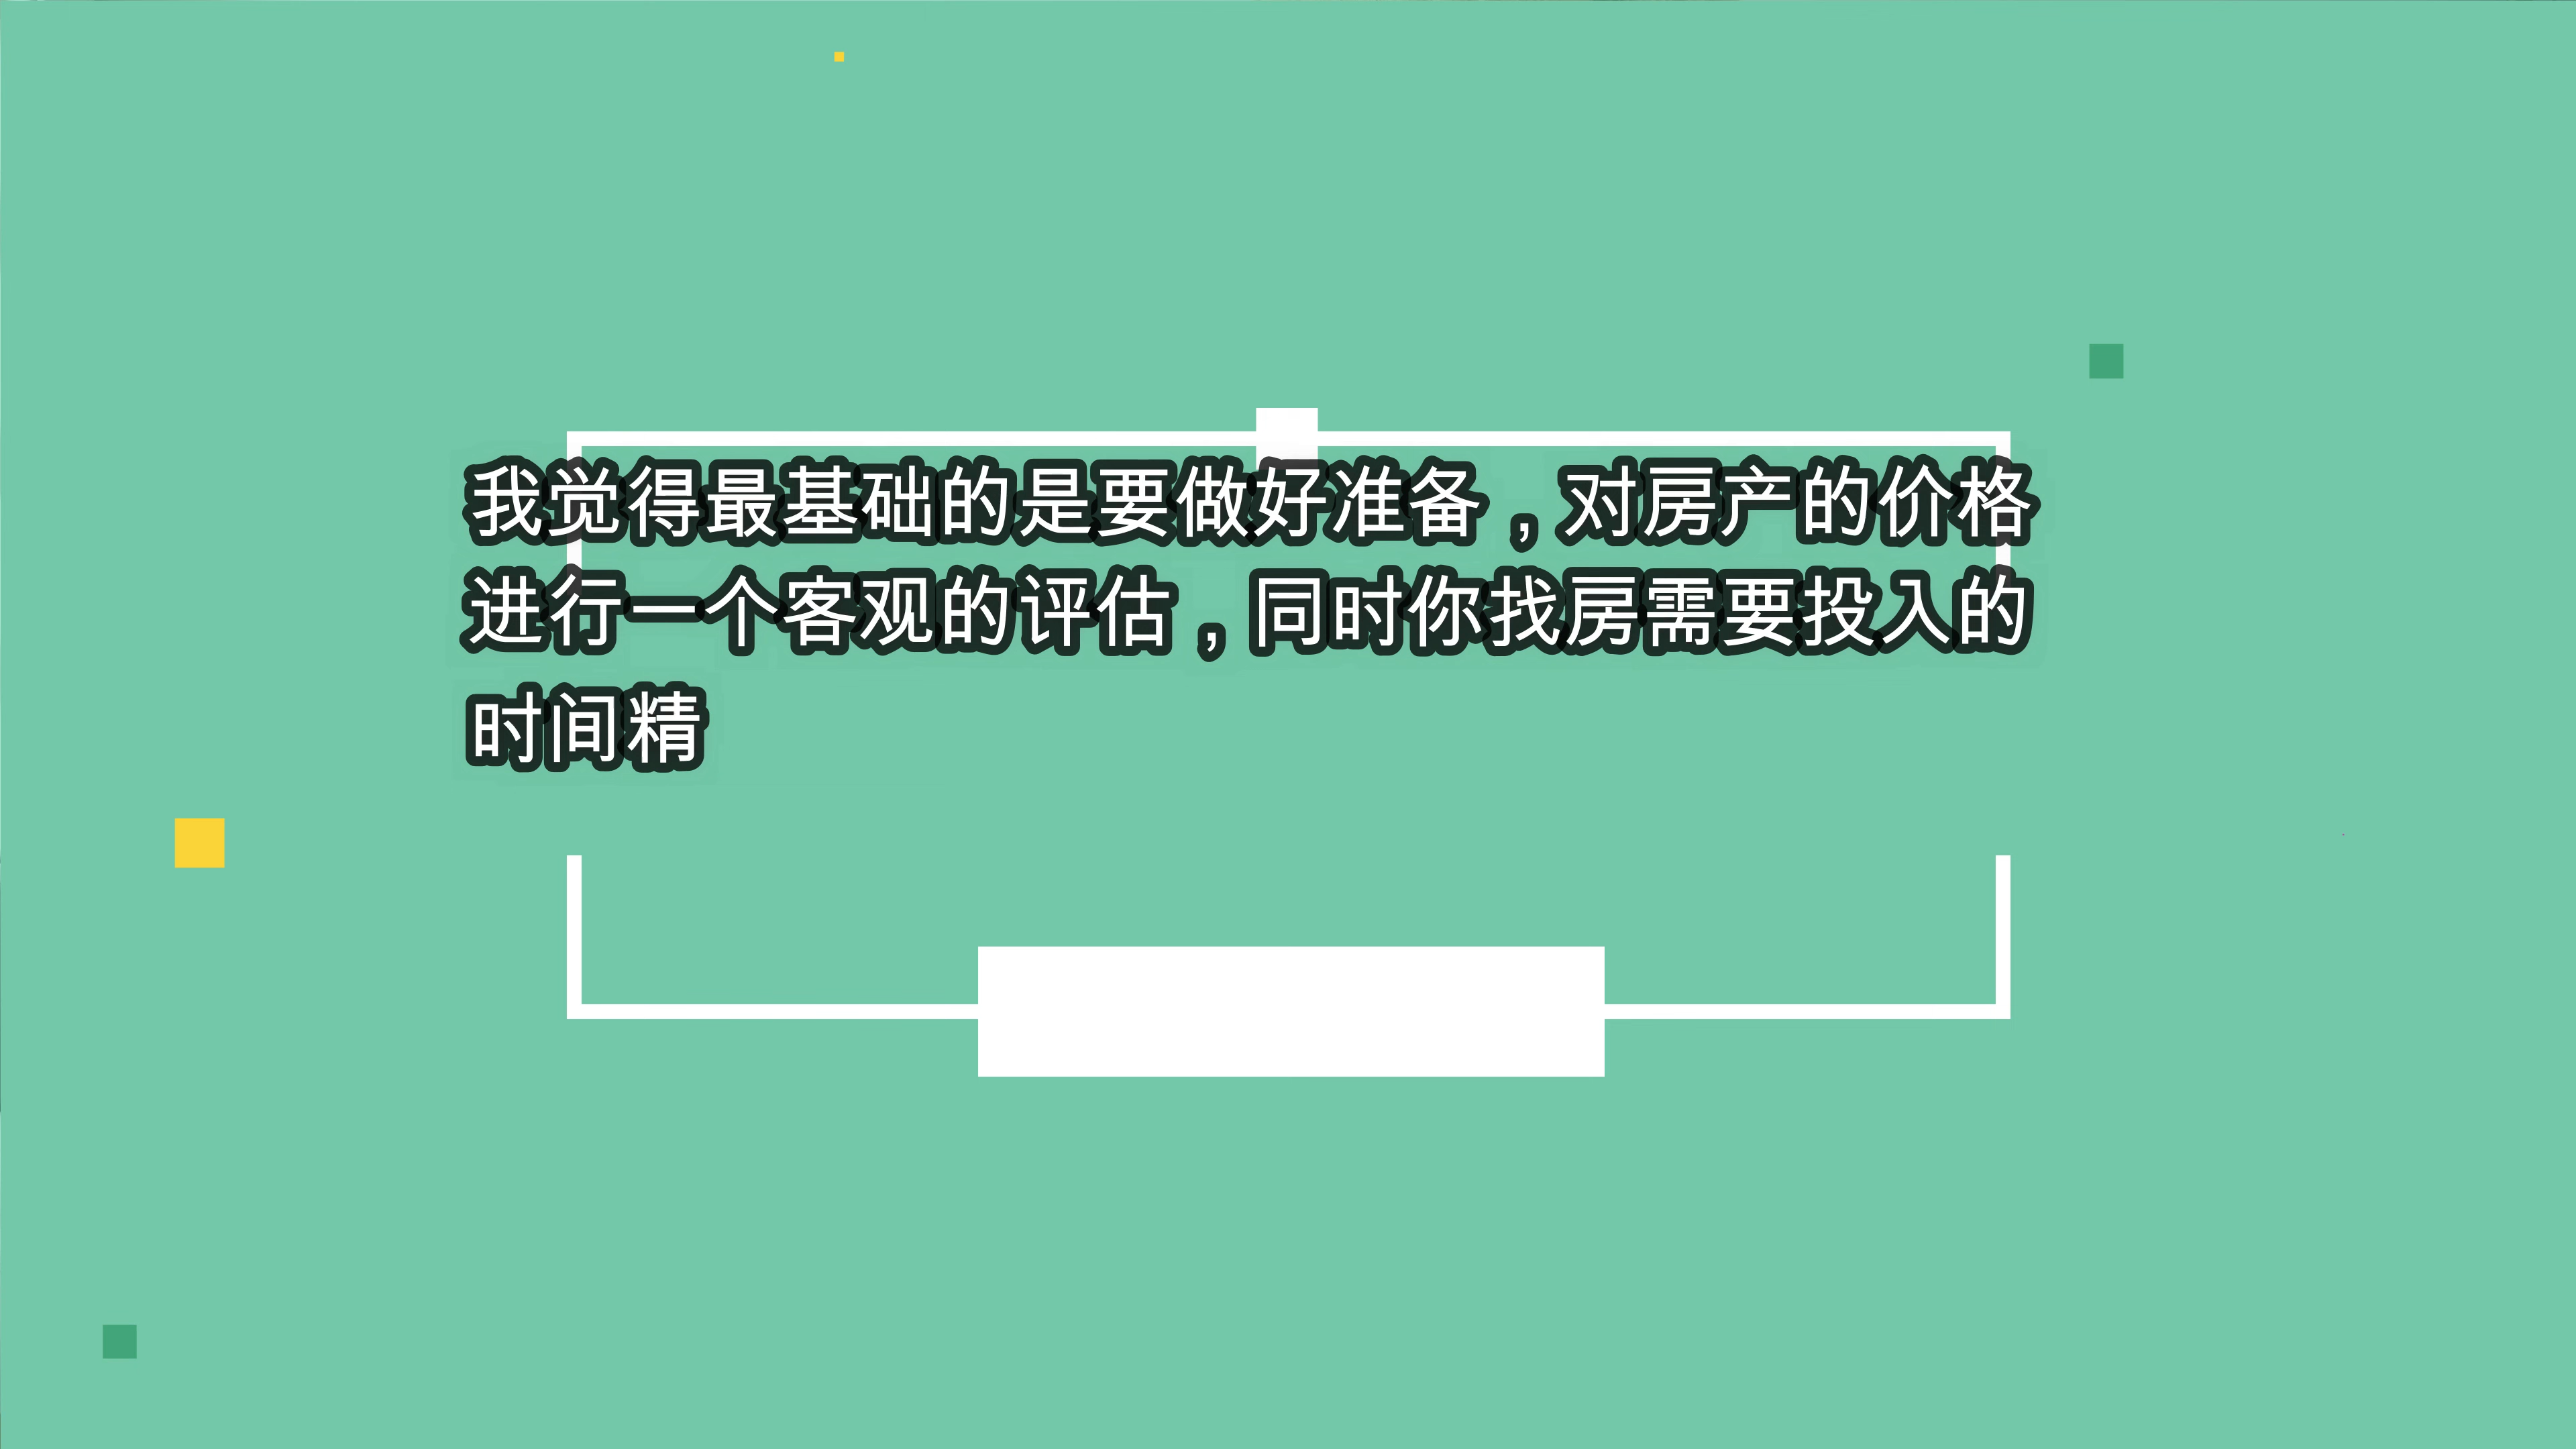 我觉得最基础的是要做好准备，对房产的价格
进行一个客观的评估，同时你找房需要投入的
时间精